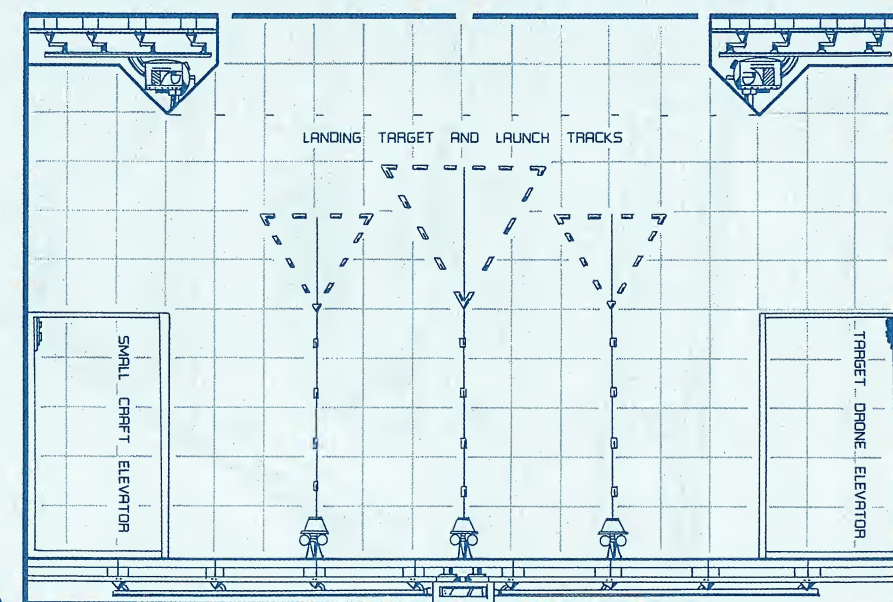 LANDING TARGET AND LAUNCH TRACKS
SMALL CRAFT ELEVATOR
TARGET DRONE ELEVATOR